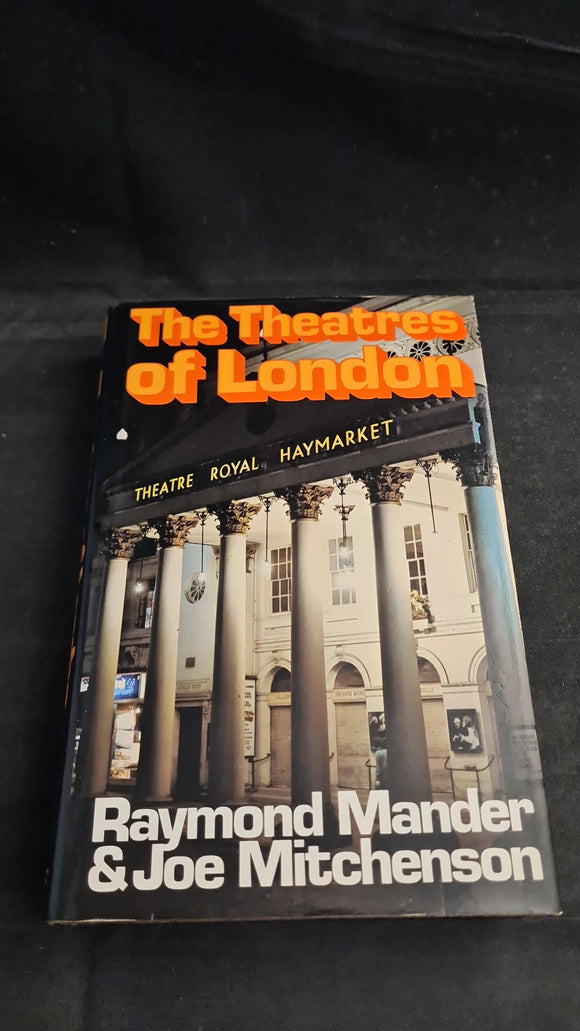 The Theatres
of London
THEATRE ROYAL HAYMARKET
Raymond Mander
& Joe Mitchenson